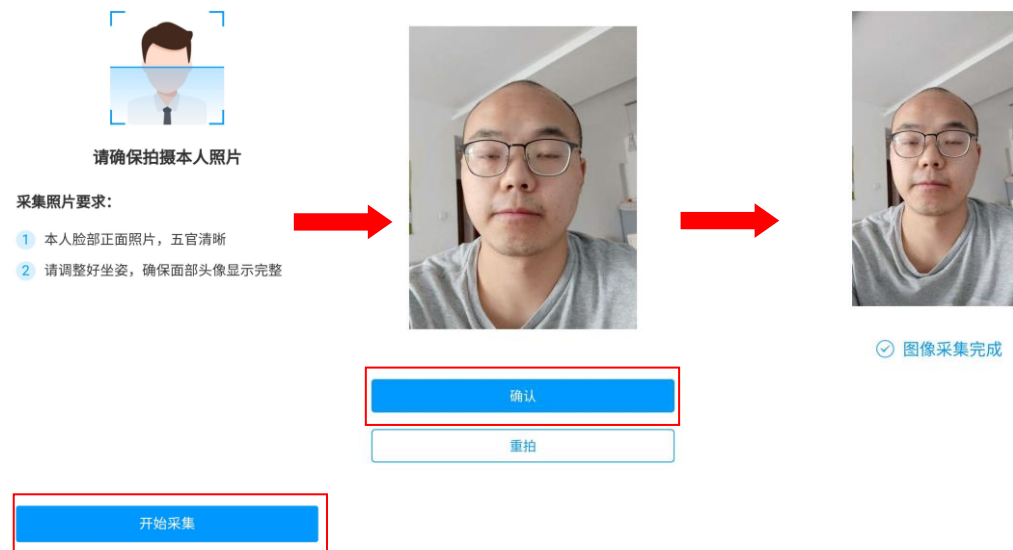 请确保拍摄本人照片
采集照片要求：
1 本人脸部正面照片，五官清晰
2 请调整好坐姿，确保面部头像显示完整
开始采集
确认
重拍
图像采集完成